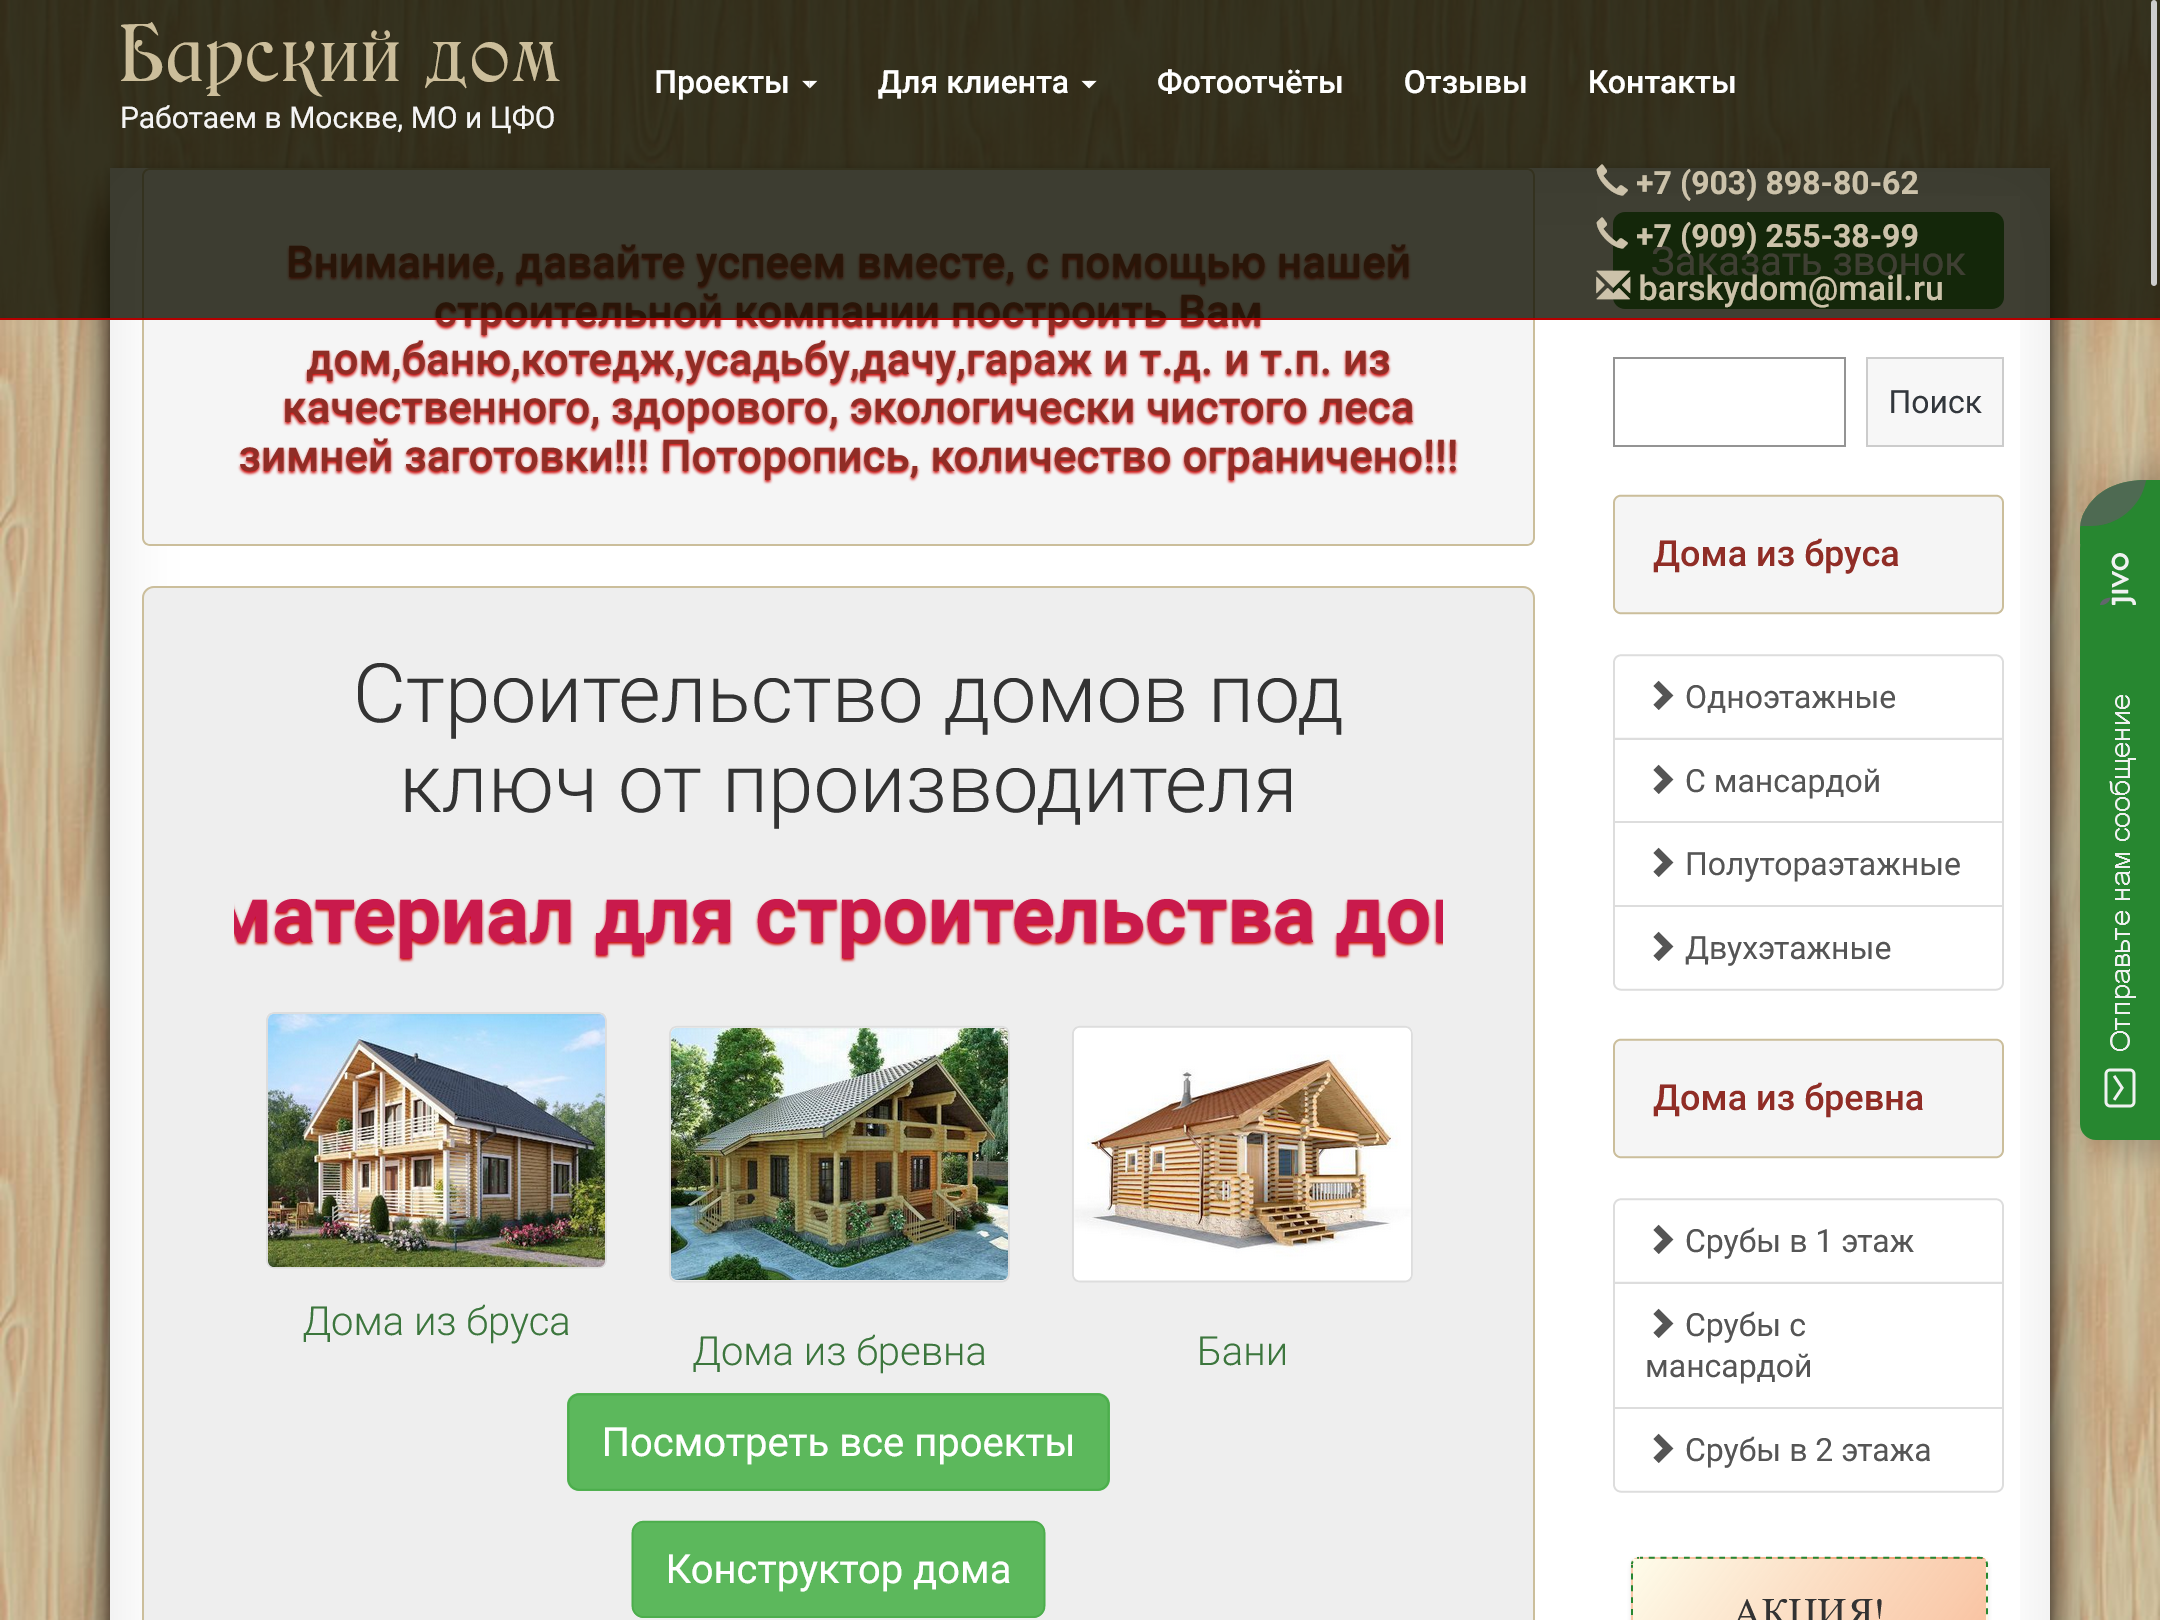 Барский дом
Работаем в Москве, МО и ЦФО
Проекты
Для клиента
Фотоотчёты
Отзывы
Контакты
+7 (903) 898-80-62
+7 (909) 255-38-99
Заказать звонок
barskydom@mail.ru
Внимание, давайте успеем вместе, с помощью нашей
строительной компании построить Вам
дом,баню,котедж,усадьбу,дачу,гараж и т.д. и т.п. из
качественного, здорового, экологически чистого леса
зимней заготовки!!! Поторопись, количество ограничено!!!
Строительство домов под
ключ от производителя
материал для строительства дом
Дома из бруса
Дома из бревна
Бани
Посмотреть все проекты
Конструктор дома
Поиск
Дома из бруса
Одноэтажные
С мансардой
Полутораэтажные
Двухэтажные
Дома из бревна
Срубы в 1 этаж
Срубы с
мансардой
Срубы в 2 этажа
АКЦИЯ!
jivo
Отправьте нам сообщение